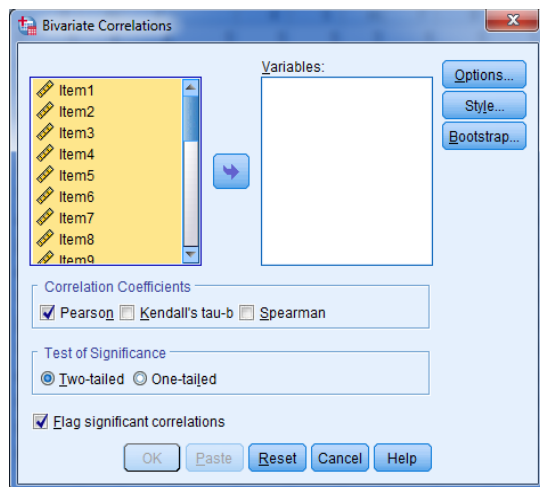 Bivariate Correlations
Variables:
Item1
Item2
Item3
Item4
Item5
Item6
Item7
Item8
Item9
Options...
Style...
Bootstrap...
Correlation Coefficients
Pearson Kendall's tau-b Spearman
Test of Significance
Two-tailed One-tailed
Flag significant correlations
OK Paste Reset Cancel Help